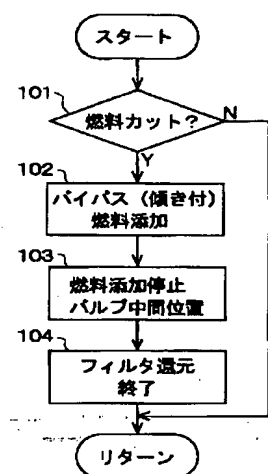 スタート
101
燃料カット？
N
Y
102
バイパス（傾き付）
燃料添加
103
燃料添加停止
バルブ中間位置
104
フィルタ還元
終了
リターン